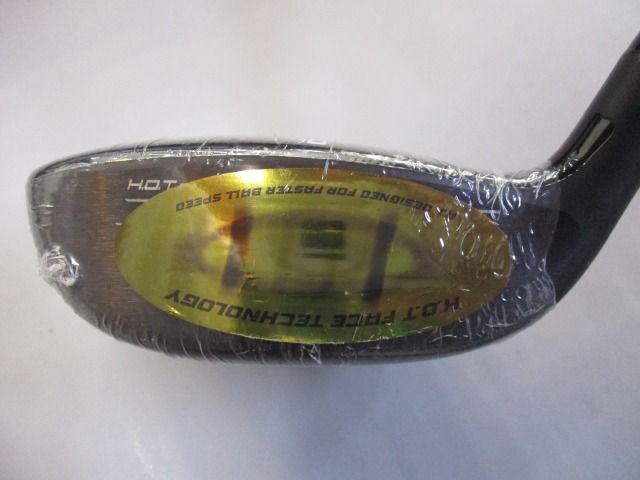 H.D.T FACE TECHNOLOGY
DESIGNED FOR FASTER BALL SPEED